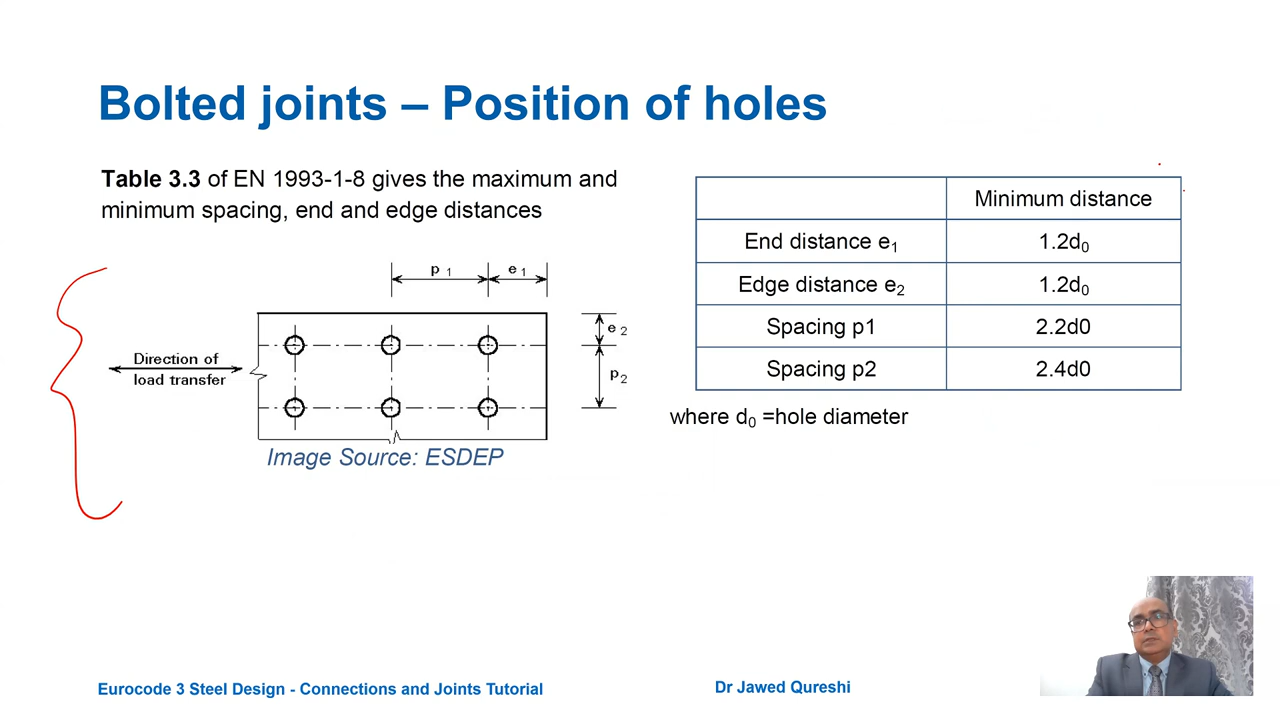 Bolted joints – Position of holes
Table 3.3 of EN 1993-1-8 gives the maximum and
minimum spacing, end and edge distances
p 1
e 1
e 2
p 2
Direction of
load transfer
Image Source: ESDEP
Minimum distance
End distance e₁ 1.2d₀
Edge distance e₂ 1.2d₀
Spacing p1 2.2d0
Spacing p2 2.4d0
where d₀ =hole diameter
Eurocode 3 Steel Design - Connections and Joints Tutorial
Dr Jawed Qureshi